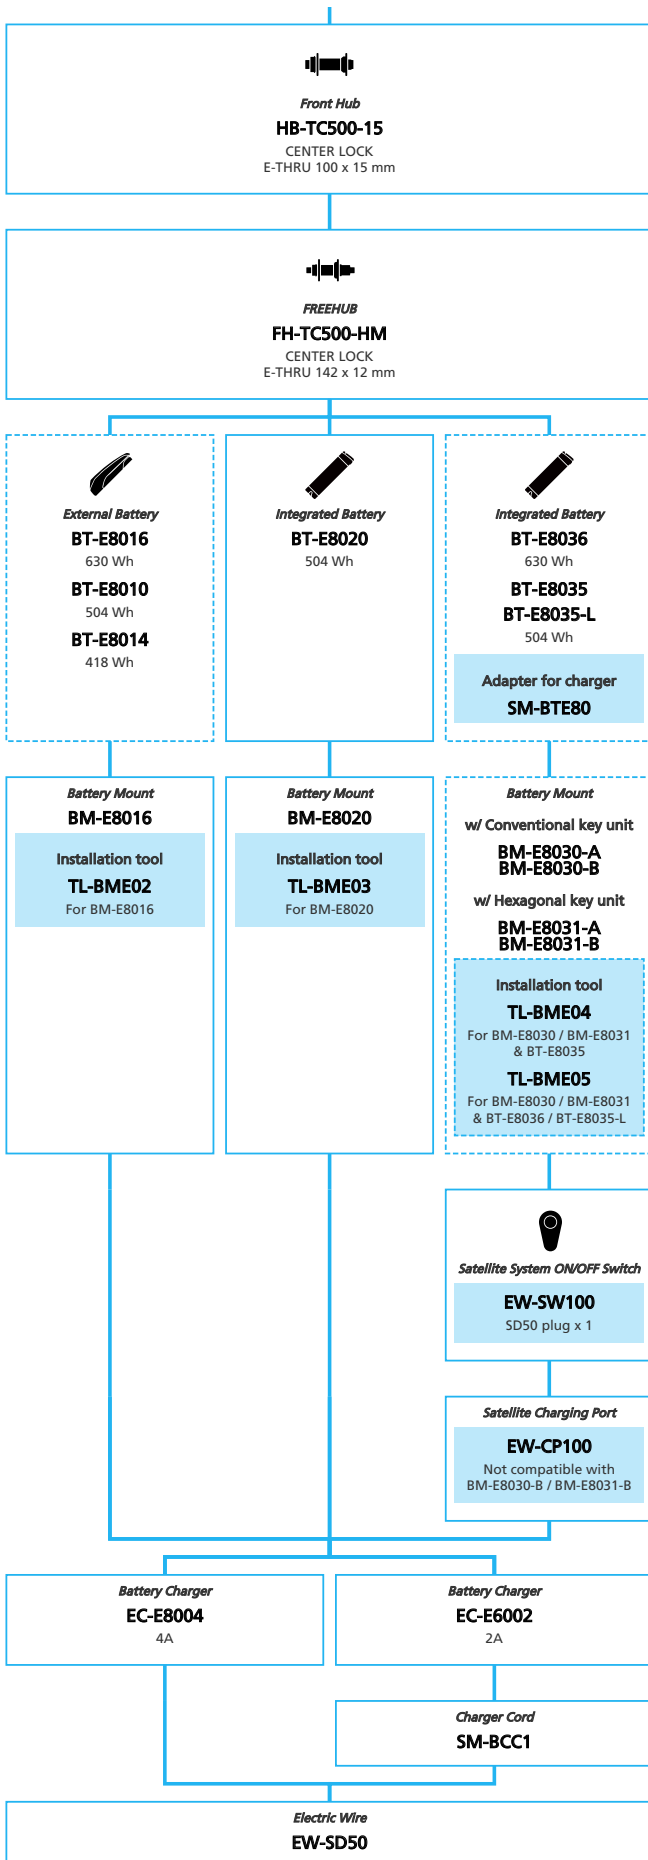 Front Hub
HB-TC500-15
CENTER LOCK
E-THRU 100 x 15 mm
FREEHUB
FH-TC500-HM
CENTER LOCK
E-THRU 142 x 12 mm
External Battery
BT-E8016
630 Wh
BT-E8010
504 Wh
BT-E8014
418 Wh
Integrated Battery
BT-E8020
504 Wh
Integrated Battery
BT-E8036
630 Wh
BT-E8035
BT-E8035-L
504 Wh
Adapter for charger
SM-BTE80
Battery Mount
BM-E8016
Installation tool
TL-BME02
For BM-E8016
Battery Mount
BM-E8020
Installation tool
TL-BME03
For BM-E8020
Battery Mount
w/ Conventional key unit
BM-E8030-A
BM-E8030-B
w/ Hexagonal key unit
BM-E8031-A
BM-E8031-B
Installation tool
TL-BME04
For BM-E8030 / BM-E8031
& BT-E8035
TL-BME05
For BM-E8030 / BM-E8031
& BT-E8036 / BT-E8035-L
Satellite System ON/OFF Switch
EW-SW100
SD50 plug x 1
Satellite Charging Port
EW-CP100
Not compatible with
BM-E8030-B / BM-E8031-B
Battery Charger
EC-E8004
4A
Battery Charger
EC-E6002
2A
Charger Cord
SM-BCC1
Electric Wire
EW-SD50